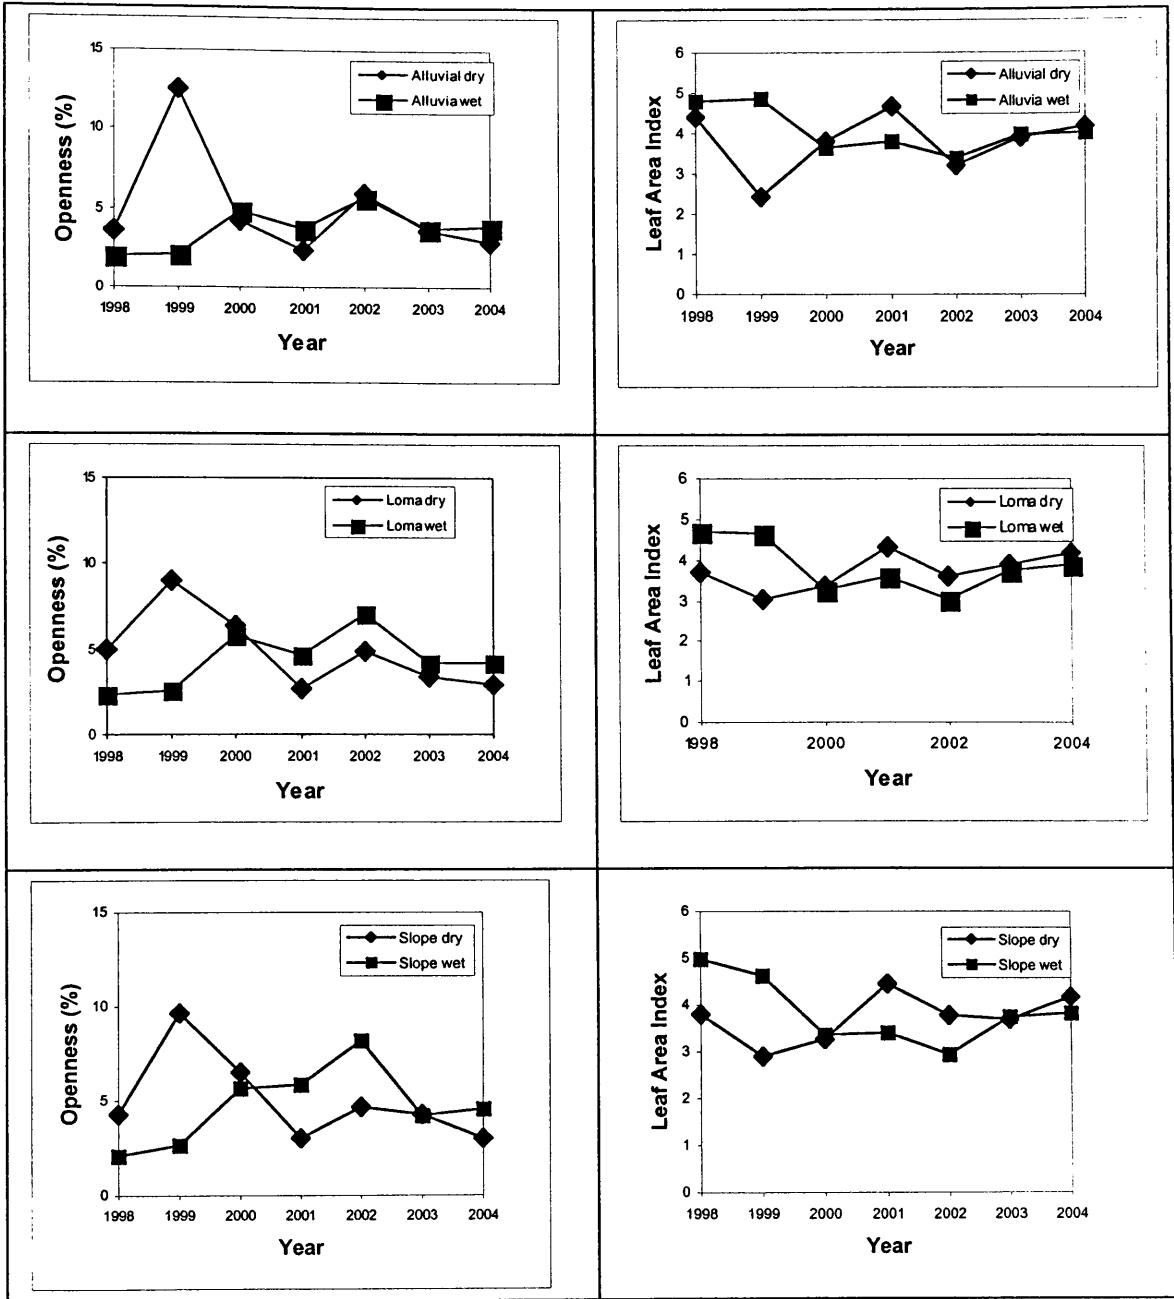 15
10
5
0
Openness (%)
Alluvial dry
Alluvia wet
1998 1999 2000 2001 2002 2003 2004
Year
6
5
4
3
2
1
0
Leaf Area Index
Alluvial dry
Alluvia wet
1998 1999 2000 2001 2002 2003 2004
Year
15
10
5
0
Openness (%)
Loma dry
Loma wet
1998 1999 2000 2001 2002 2003 2004
Year
6
5
4
3
2
1
0
Leaf Area Index
Loma dry
Loma wet
1998 2000 2002 2004
Year
15
10
5
0
Openness (%)
Slope dry
Slope wet
1998 1999 2000 2001 2002 2003 2004
Year
6
5
4
3
2
1
0
Leaf Area Index
Slope dry
Slope wet
1998 1999 2000 2001 2002 2003 2004
Year